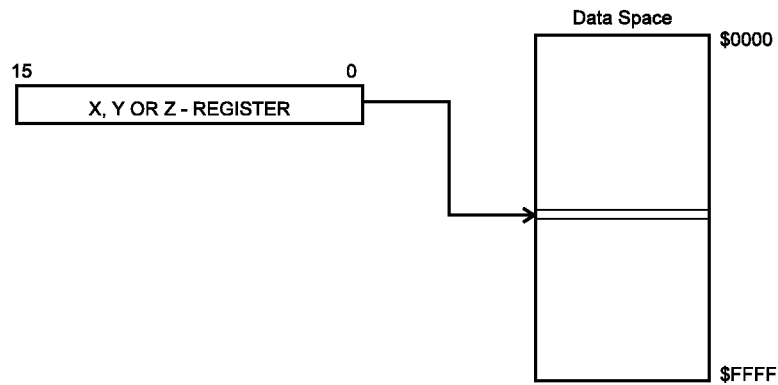 Data Space
$0000
15 0
X, Y OR Z - REGISTER
$FFFF